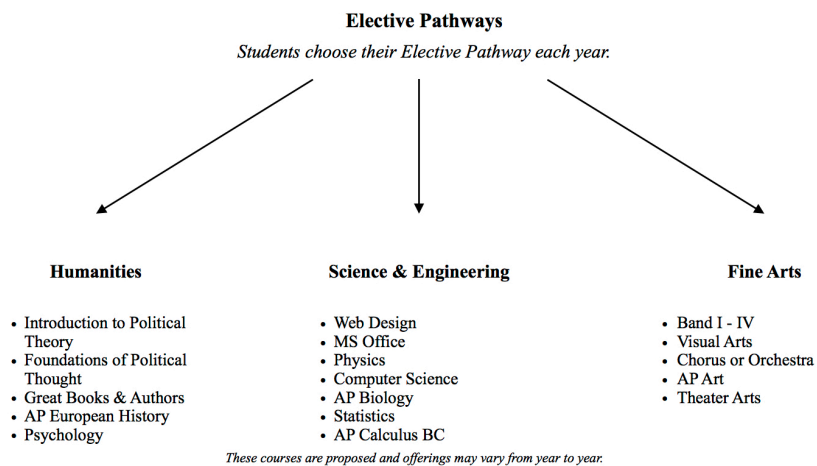 Elective Pathways
Students choose their Elective Pathway each year.
Humanities
• Introduction to Political
Theory
• Foundations of Political
Thought
• Great Books & Authors
• AP European History
• Psychology
Science & Engineering
• Web Design
• MS Office
• Physics
• Computer Science
• AP Biology
• Statistics
• AP Calculus BC
Fine Arts
• Band I - IV
• Visual Arts
• Chorus or Orchestra
• AP Art
• Theater Arts
These courses are proposed and offerings may vary from year to year.